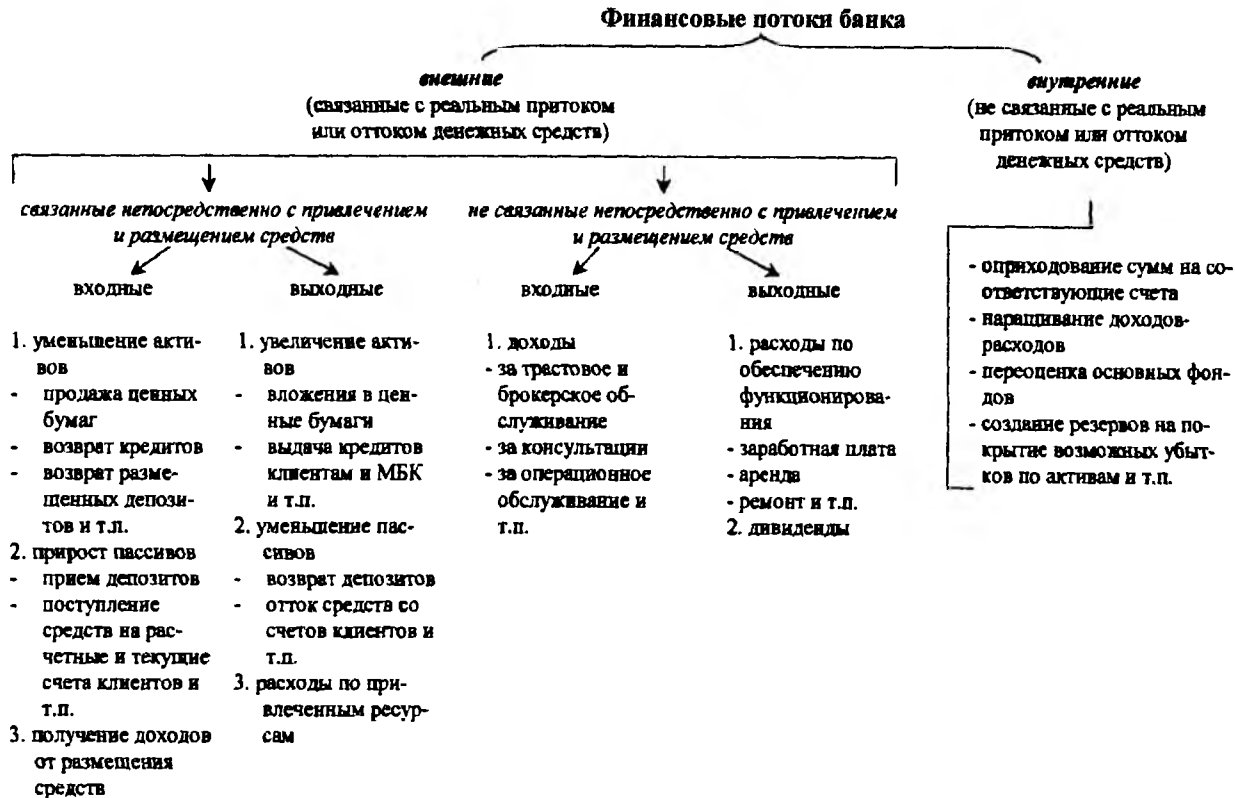 Финансовые потоки банка
внешние
(связанные с реальным притоком
или оттоком денежных средств)
внутренние
(не связанные с реальным
притоком или оттоком
денежных средств)
связанные непосредственно с привлечением
и размещением средств
не связанные непосредственно с привлечением
и размещением средств
входные
1. уменьшение акти-
вов
- продажа ценных
бумаг
- возврат кредитов
- возврат разме-
щенных депози-
тов и т.п.
2. прирост пассивов
- прием депозитов
- поступление
средств на рас-
четные и текущие
счета клиентов и
т.п.
3. получение доходов
от размещения
средств
выходные
1. увеличение акти-
вов
- вложения в цен-
ные бумаги
- выдача кредитов
клиентам и МБК
и т.п.
2. уменьшение пас-
сивов
- возврат депозитов
- отток средств со
счетов клиентов и
т.п.
3. расходы по при-
влеченным ресур-
сам
входные
1. доходы
- за трастовое и
брокерское об-
служивание
- за консультации
- за операционное
обслуживание и
т.п.
выходные
1. расходы по
обеспечению
функционирова-
ния
- заработная плата
- аренда
- ремонт и т.п.
2. дивиденды
- оприходование сумм на со-
ответствующие счета
- наращивание доходов-
расходов
- переоценка основных фон-
дов
- создание резервов на по-
крытие возможных убыт-
ков по активам и т.п.